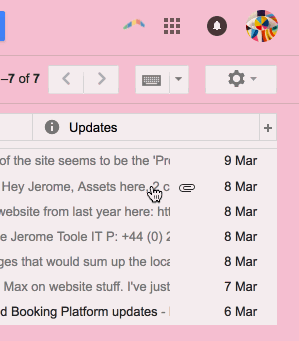 –7 of 7
Updates
+
of the site seems to be the 'Pro
9 Mar
Hey Jerome, Assets here, 2 c
8 Mar
website from last year here: htt
8 Mar
e Jerome Toole IT P: +44 (0) 2
8 Mar
ges that would sum up the loca
8 Mar
Max on website stuff. I've just
7 Mar
d Booking Platform updates -
6 Mar